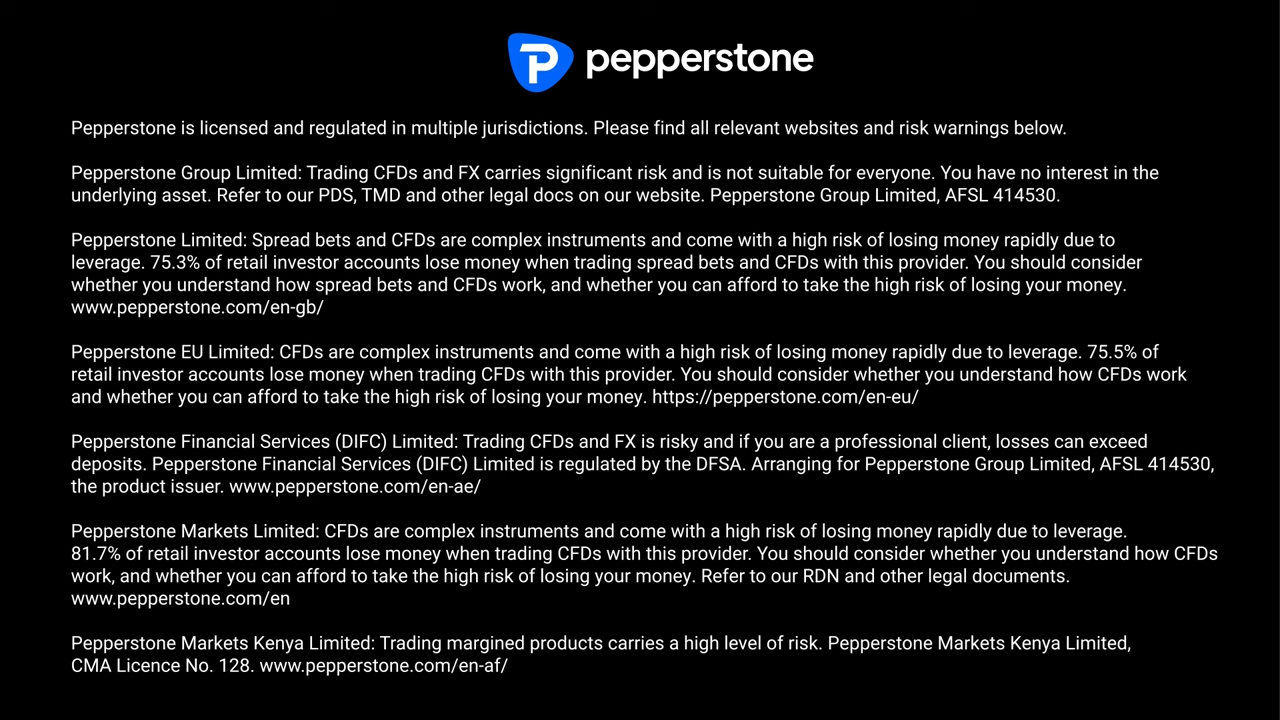 pepperstone
Pepperstone is licensed and regulated in multiple jurisdictions. Please find all relevant websites and risk warnings below.
Pepperstone Group Limited: Trading CFDs and FX carries significant risk and is not suitable for everyone. You have no interest in the
underlying asset. Refer to our PDS, TMD and other legal docs on our website. Pepperstone Group Limited, AFSL 414530.
Pepperstone Limited: Spread bets and CFDs are complex instruments and come with a high risk of losing money rapidly due to
leverage. 75.3% of retail investor accounts lose money when trading spread bets and CFDs with this provider. You should consider
whether you understand how spread bets and CFDs work, and whether you can afford to take the high risk of losing your money.
www.pepperstone.com/en-gb/
Pepperstone EU Limited: CFDs are complex instruments and come with a high risk of losing money rapidly due to leverage. 75.5% of
retail investor accounts lose money when trading CFDs with this provider. You should consider whether you understand how CFDs work
and whether you can afford to take the high risk of losing your money. https://pepperstone.com/en-eu/
Pepperstone Financial Services (DIFC) Limited: Trading CFDs and FX is risky and if you are a professional client, losses can exceed
deposits. Pepperstone Financial Services (DIFC) Limited is regulated by the DFSA. Arranging for Pepperstone Group Limited, AFSL 414530,
the product issuer. www.pepperstone.com/en-ae/
Pepperstone Markets Limited: CFDs are complex instruments and come with a high risk of losing money rapidly due to leverage.
81.7% of retail investor accounts lose money when trading CFDs with this provider. You should consider whether you understand how CFDs
work, and whether you can afford to take the high risk of losing your money. Refer to our RDN and other legal documents.
www.pepperstone.com/en
Pepperstone Markets Kenya Limited: Trading margined products carries a high level of risk. Pepperstone Markets Kenya Limited,
CMA Licence No. 128. www.pepperstone.com/en-af/